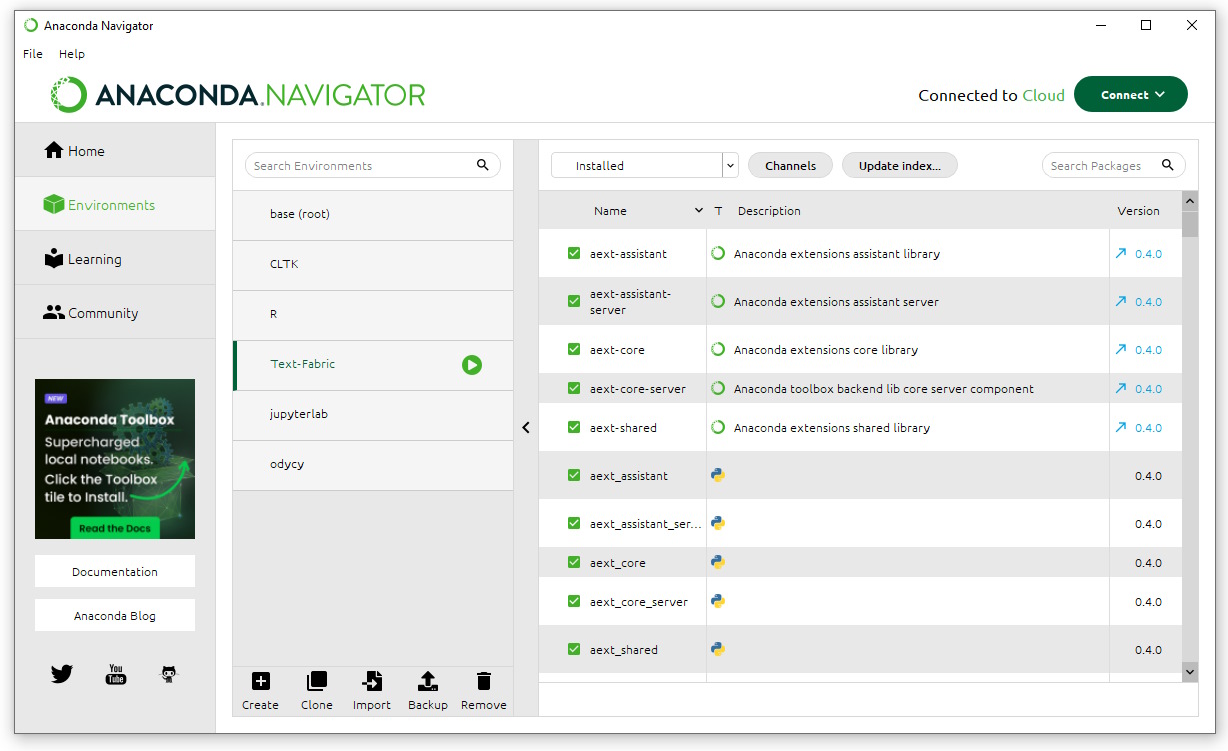 Anaconda Navigator
File Help
ANACONDA.NAVIGATOR
Connected to Cloud
Connect
Home
Environments
Learning
Community
NEW
Anaconda Toolbox
Supercharged
local notebooks.
Click the Toolbox
tile to Install.
Read the Docs
Documentation
Anaconda Blog
You
Tube
Search Environments
base (root)
CLTK
R
Text-Fabric
jupyterlab
odycy
Create Clone Import Backup Remove
Installed Channels Update index... Search Packages
Name T Description Version
aext-assistant Anaconda extensions assistant library 0.4.0
aext-assistant-
server Anaconda extensions assistant server 0.4.0
aext-core Anaconda extensions core library 0.4.0
aext-core-server Anaconda toolbox backend lib core server component 0.4.0
aext-shared Anaconda extensions shared library 0.4.0
aext_assistant 0.4.0
aext_assistant_ser... 0.4.0
aext_core 0.4.0
aext_core_server 0.4.0
aext_shared 0.4.0